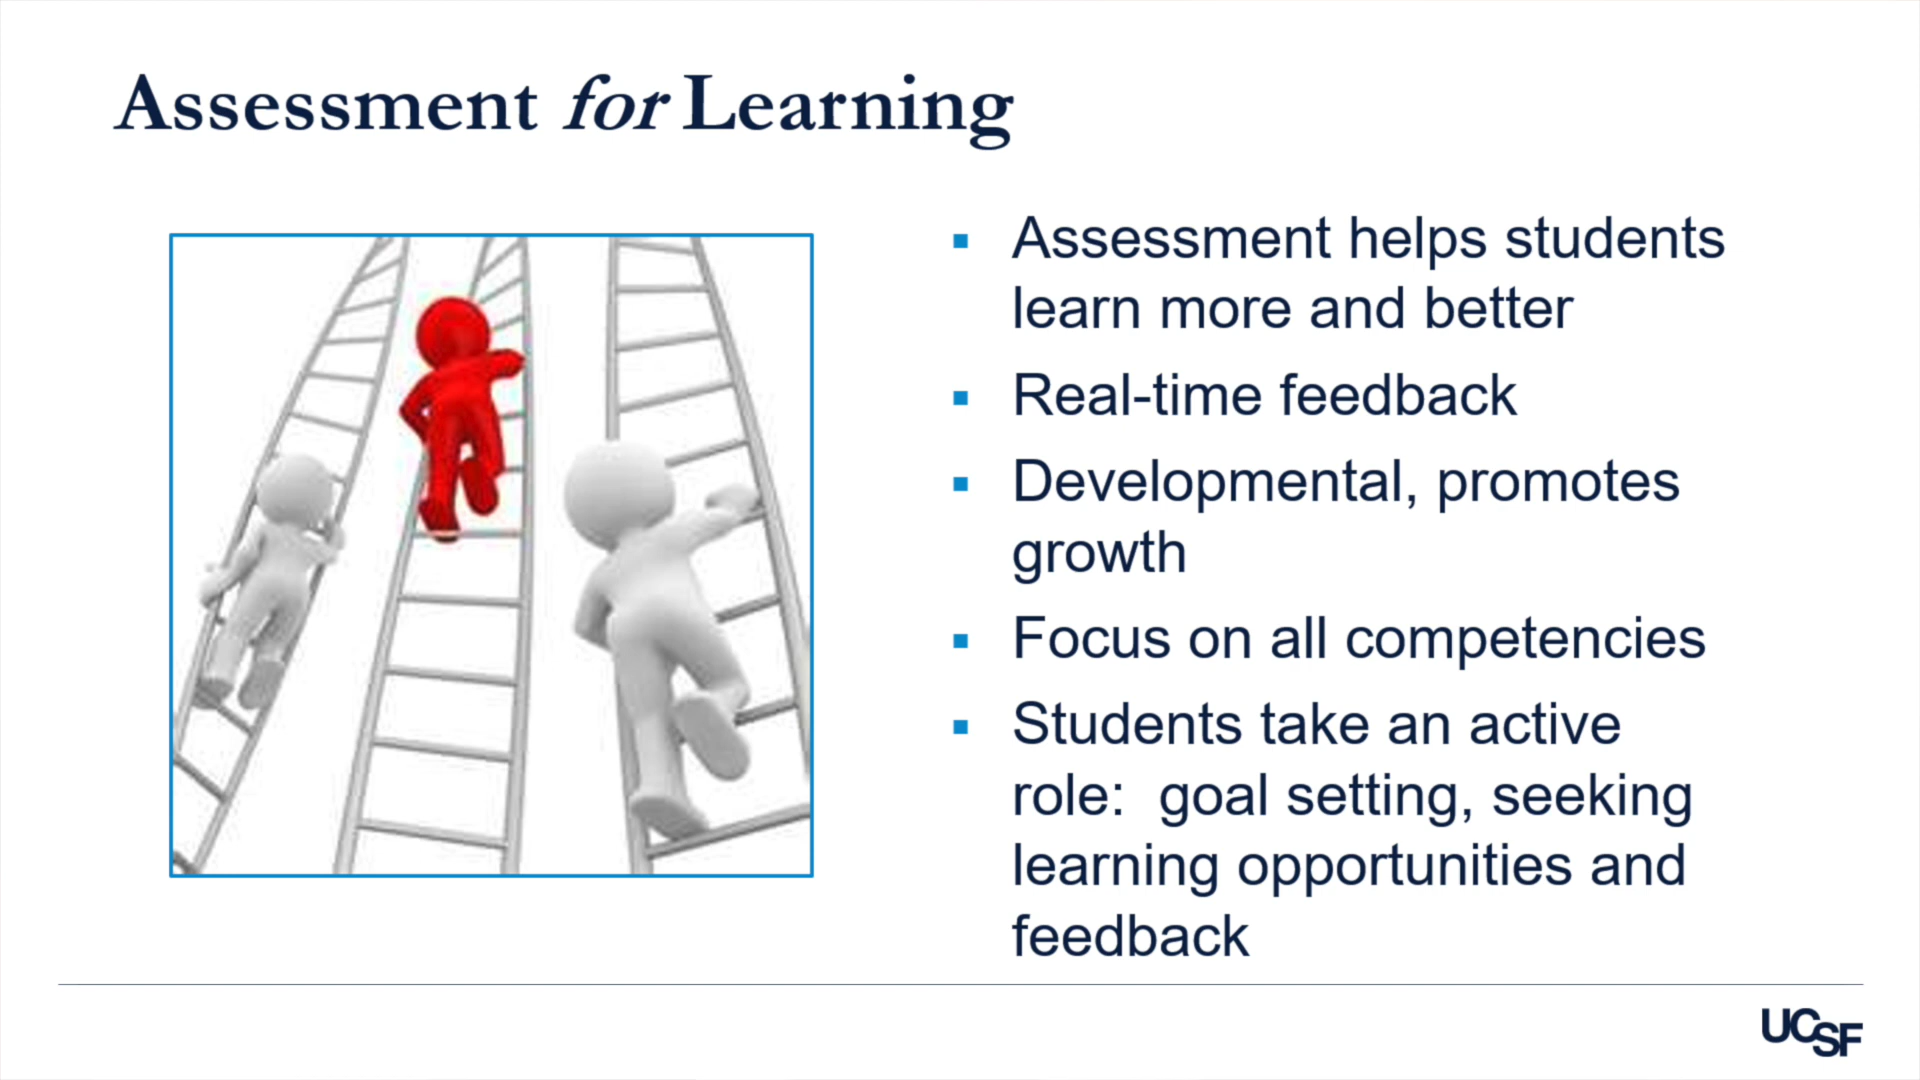 Assessment for Learning
▪ Assessment helps students
learn more and better
▪ Real-time feedback
▪ Developmental, promotes
growth
▪ Focus on all competencies
▪ Students take an active
role:  goal setting, seeking
learning opportunities and
feedback
UCSF